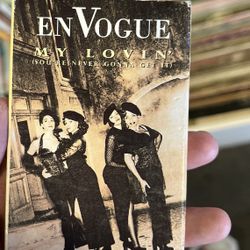 EN VOGUE
MY LOVIN'
(YOU'RE NEVER GONNA GET IT)